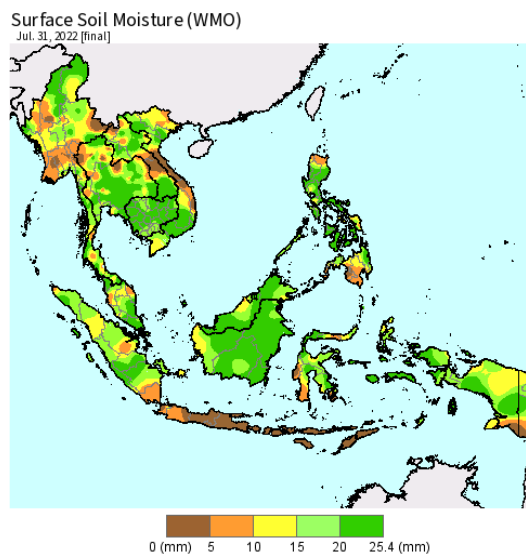 Surface Soil Moisture (WMO)
Jul. 31, 2022 [final]
0 (mm) 5 10 15 20 25.4 (mm)